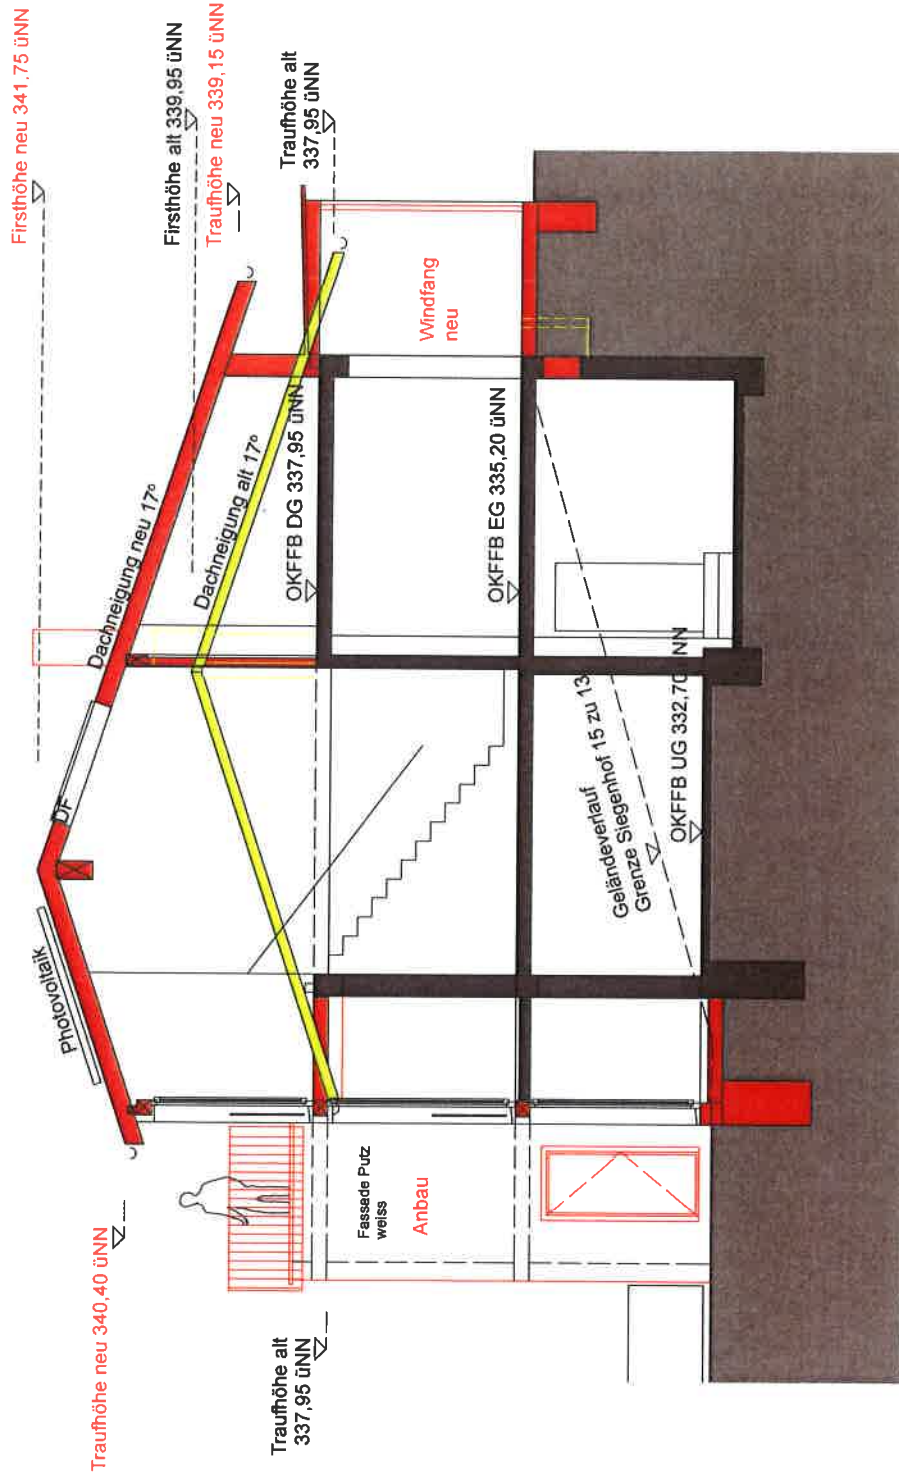 Firsthöhe neu 341,75 üNN
Firsthöhe alt 339,95 üNN
Traufhöhe neu 339,15 üNN
Traufhöhe alt
337,95 üNN
Dachneigung neu 17º
Dachneigung alt 17º
DF
Photovoltaik
Traufhöhe neu 340,40 üNN
OKFFB DG 337,95 üNN
Windfang
neu
Fassade Putz
weiss
Anbau
Traufhöhe alt
337,95 üNN
OKFFB EG 335,20 üNN
Geländeverlauf
Grenze Siegenhof 15 zu 13
OKFFB UG 332,70 NN